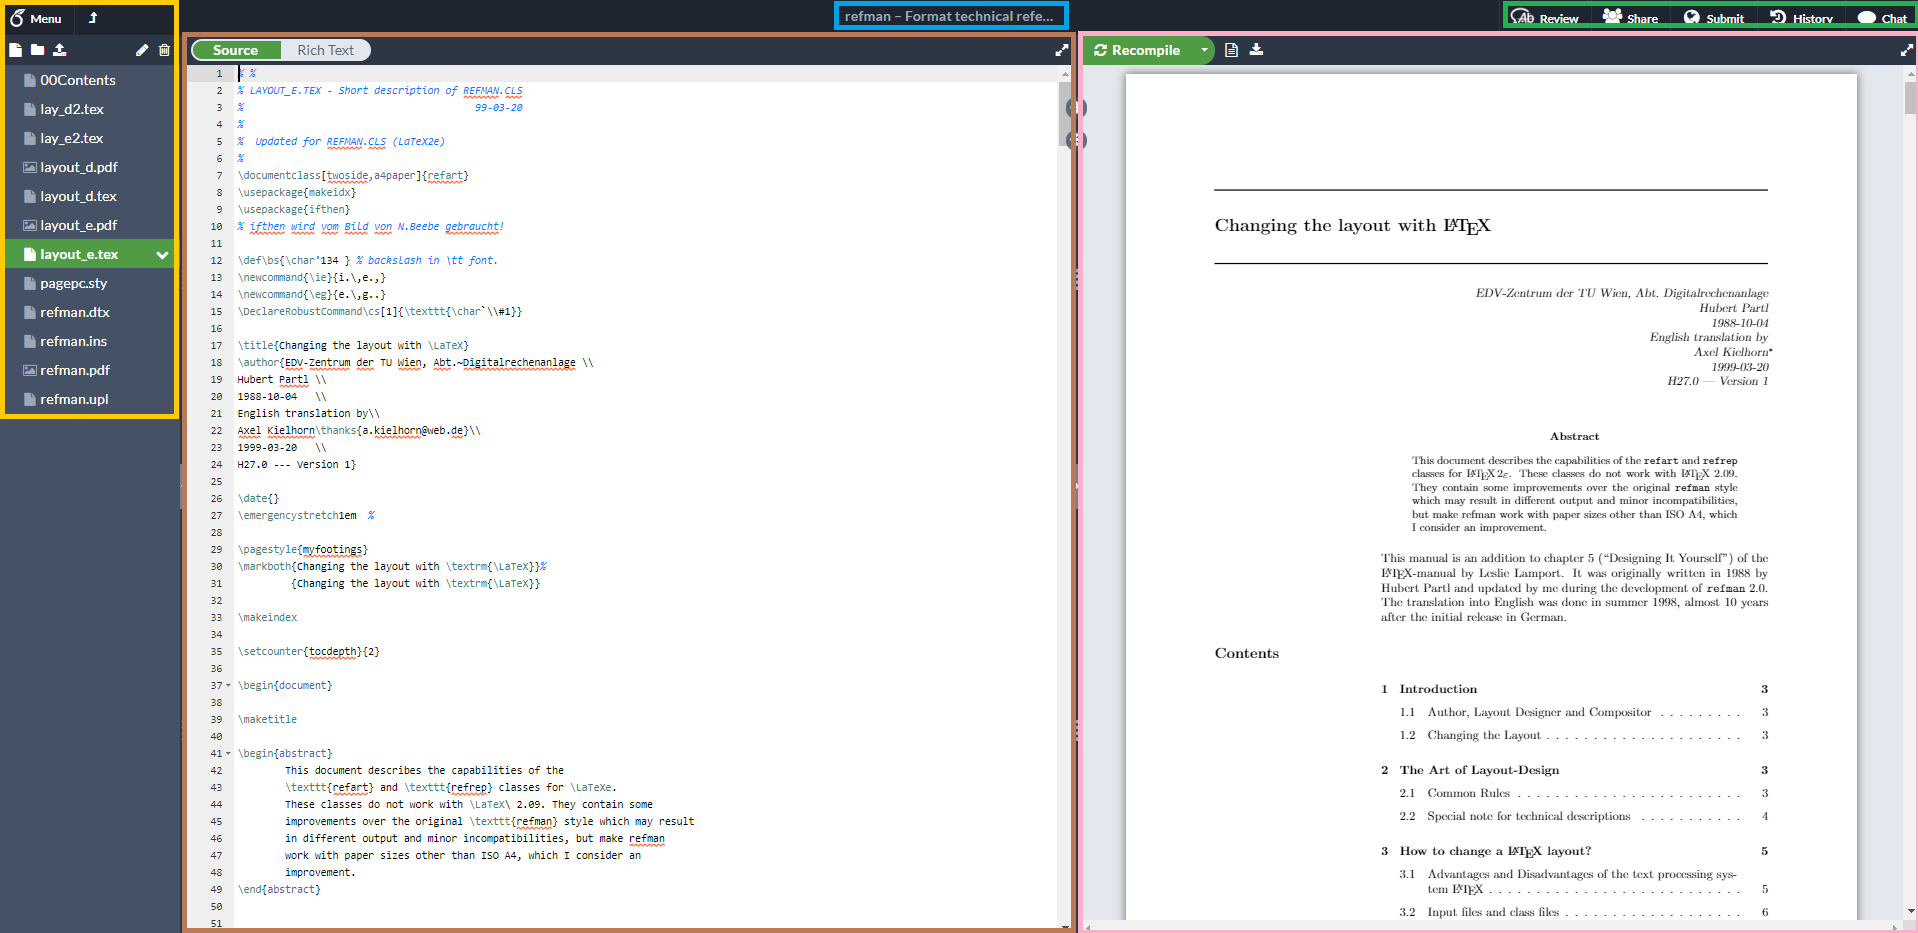 Menu
refman – Format technical refe...
Review
Share
Submit
History
Chat
00Contents
lay_d2.tex
lay_e2.tex
layout_d.pdf
layout_d.tex
layout_e.pdf
layout_e.tex
pagepc.sty
refman.dtx
refman.ins
refman.pdf
refman.upl
Source
Rich Text
1 % %
2 % LAYOUT_E.TEX - Short description of REFMAN.CLS
3 % 99-03-20
4 %
5 %  Updated for REFMAN.CLS (LaTeX2e)
6 %
7 \documentclass[twoside,a4paper]{refart}
8 \usepackage{makeidx}
9 \usepackage{ifthen}
10 % ifthen wird vom Bild von N.Beebe gebraucht!
11
12 \def\bs{\char'134 } % backslash in \tt font.
13 \newcommand{\ie}{i.\,e.,}
14 \newcommand{\eg}{e.\,g..}
15 \DeclareRobustCommand\cs[1]{\texttt{\char`\\#1}}
16
17 \title{Changing the layout with \LaTeX}
18 \author{EDV-Zentrum der TU Wien, Abt.~Digitalrechenanlage \\
19 Hubert Partl \\
20 1988-10-04   \\
21 English translation by\\
22 Axel Kielhorn\thanks{a.kielhorn@web.de}\\
23 1999-03-20   \\
24 H27.0 --- Version 1}
25
26 \date{}
27 \emergencystretch1em  %
28
29 \pagestyle{myfootings}
30 \markboth{Changing the layout with \textrm{\LaTeX}}%
31 {Changing the layout with \textrm{\LaTeX}}
32
33 \makeindex
34
35 \setcounter{tocdepth}{2}
36
37 \begin{document}
38
39 \maketitle
40
41 \begin{abstract}
42 This document describes the capabilities of the
43 \texttt{refart} and \texttt{refrep} classes for \LaTeXe.
44 These classes do not work with \LaTeX\ 2.09. They contain some
45 improvements over the original \texttt{refman} style which may result
46 in different output and minor incompatibilities, but make refman
47 work with paper sizes other than ISO A4, which I consider an
48 improvement.
49 \end{abstract}
50
51
Recompile
Changing the layout with LATEX
EDV-Zentrum der TU Wien, Abt. Digitalrechenanlage
Hubert Partl
1988-10-04
English translation by
Axel Kielhorn*
1999-03-20
H27.0 — Version 1
Abstract
This document describes the capabilities of the refart and refrep
classes for LATEX 2ε. These classes do not work with LATEX 2.09.
They contain some improvements over the original refman style
which may result in different output and minor incompatibilities,
but make refman work with paper sizes other than ISO A4, which
I consider an improvement.
This manual is an addition to chapter 5 (“Designing It Yourself”) of the
LATEX-manual by Leslie Lamport. It was originally written in 1988 by
Hubert Partl and updated by me during the development of refman 2.0.
The translation into English was done in summer 1998, almost 10 years
after the initial release in German.
Contents
1 Introduction 3
1.1 Author, Layout Designer and Compositor . . . . . . . . . 3
1.2 Changing the Layout . . . . . . . . . . . . . . . . . . . . 3
2 The Art of Layout-Design 3
2.1 Common Rules . . . . . . . . . . . . . . . . . . . . . . . 3
2.2 Special note for technical descriptions . . . . . . . . . . 4
3 How to change a LATEX layout? 5
3.1 Advantages and Disadvantages of the text processing sys-
tem LATEX . . . . . . . . . . . . . . . . . . . . . . . . . 5
3.2 Input files and class files . . . . . . . . . . . . . . . . . . 6